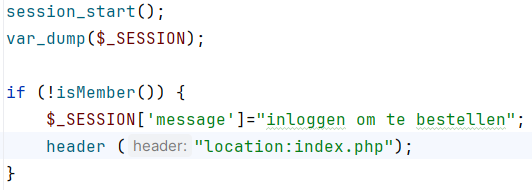 session_start();
var_dump($_SESSION);
if (!isMember()) {
$_SESSION['message']="inloggen om te bestellen";
header ( header: "location:index.php");
}